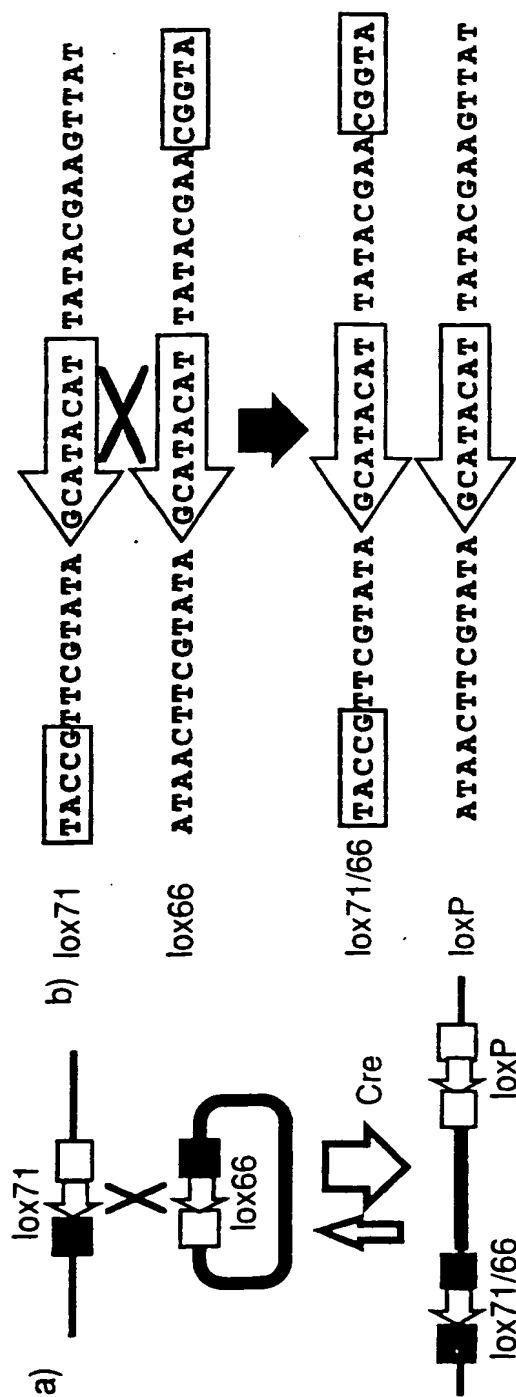 a)
lox71
lox66
Cre
lox71/66
loxP
b) lox71 TACCGTTCGTATA GCATACAT TATACGAAGTTAT
lox66 ATAACTTCGTATA GCATACAT TATACGAACGGTA
lox71/66 TACCGTTCGTATA GCATACAT TATACGAACGGTA
loxP ATAACTTCGTATA GCATACAT TATACGAAGTTAT